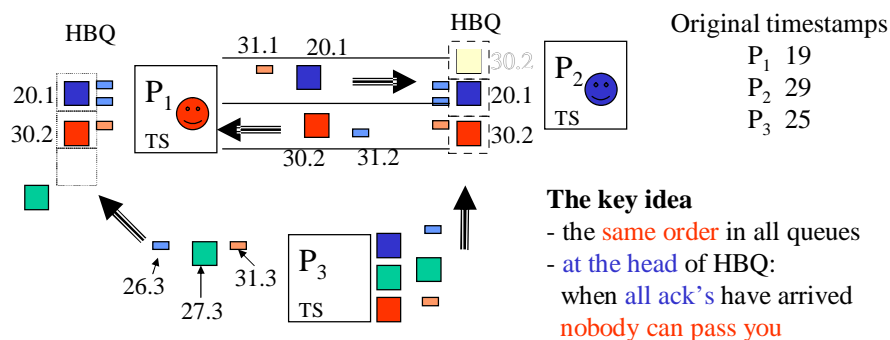 HBQ
HBQ
Original timestamps
P1 19
P2 29
P3 25
31.1
20.1
30.2
20.1
P1
TS
20.1
P2
TS
30.2
30.2
30.2
31.2
The key idea
- the same order in all queues
- at the head of HBQ:
when all ack's have arrived
nobody can pass you
P3
TS
26.3
27.3
31.3